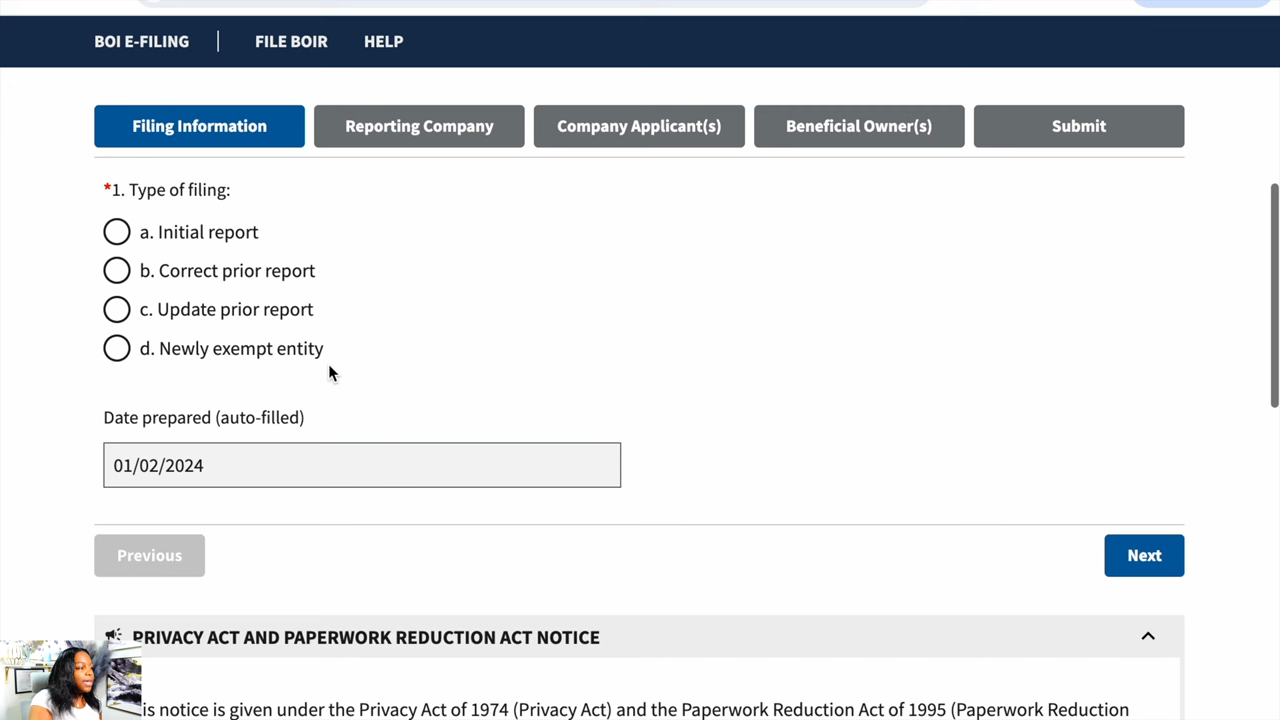 BOI E-FILING
FILE BOIR
HELP
Filing Information
Reporting Company
Company Applicant(s)
Beneficial Owner(s)
Submit
*1. Type of filing:
a. Initial report
b. Correct prior report
c. Update prior report
d. Newly exempt entity
Date prepared (auto-filled)
01/02/2024
Previous
Next
PRIVACY ACT AND PAPERWORK REDUCTION ACT NOTICE
is notice is given under the Privacy Act of 1974 (Privacy Act) and the Paperwork Reduction Act of 1995 (Paperwork Reduction